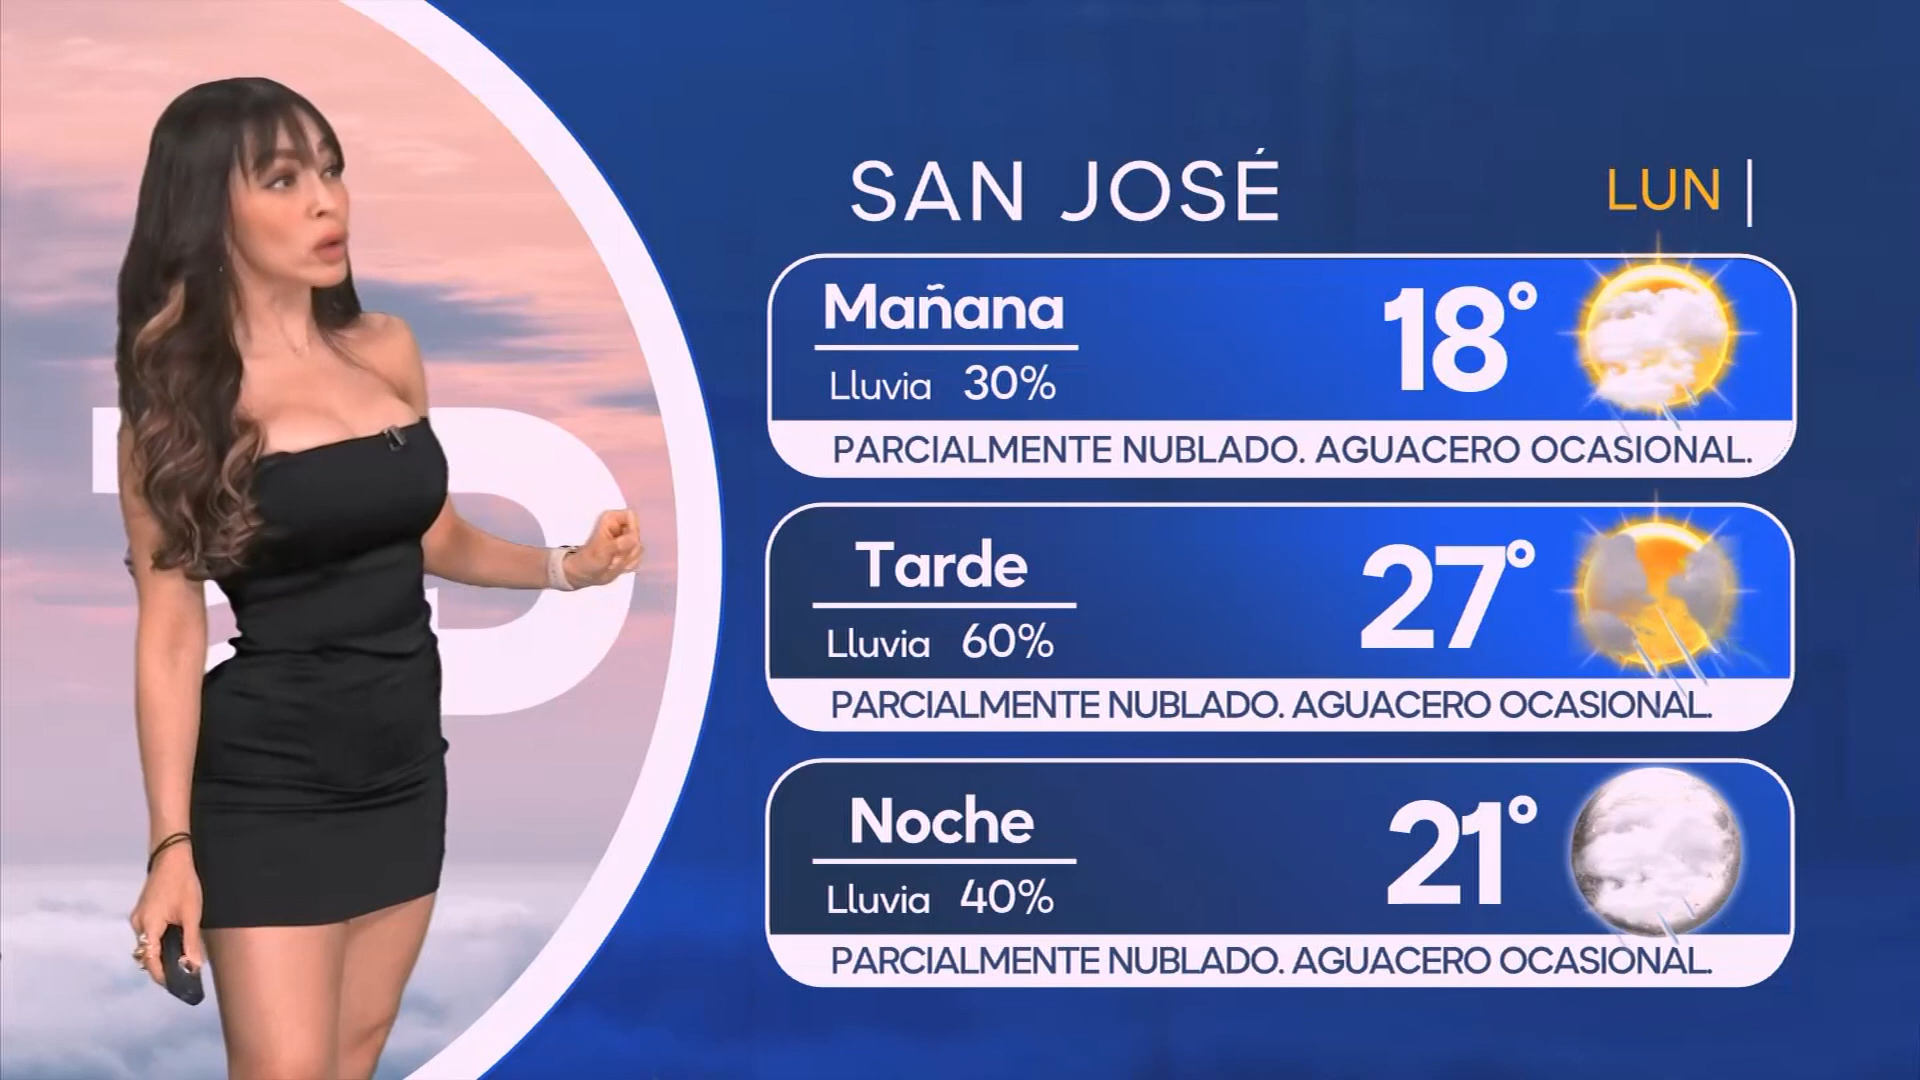 SAN JOSÉ
LUN |
Mañana
18°
Lluvia 30%
PARCIALMENTE NUBLADO. AGUACERO OCASIONAL.
Tarde
27°
Lluvia 60%
PARCIALMENTE NUBLADO. AGUACERO OCASIONAL.
Noche
21°
Lluvia 40%
PARCIALMENTE NUBLADO. AGUACERO OCASIONAL.